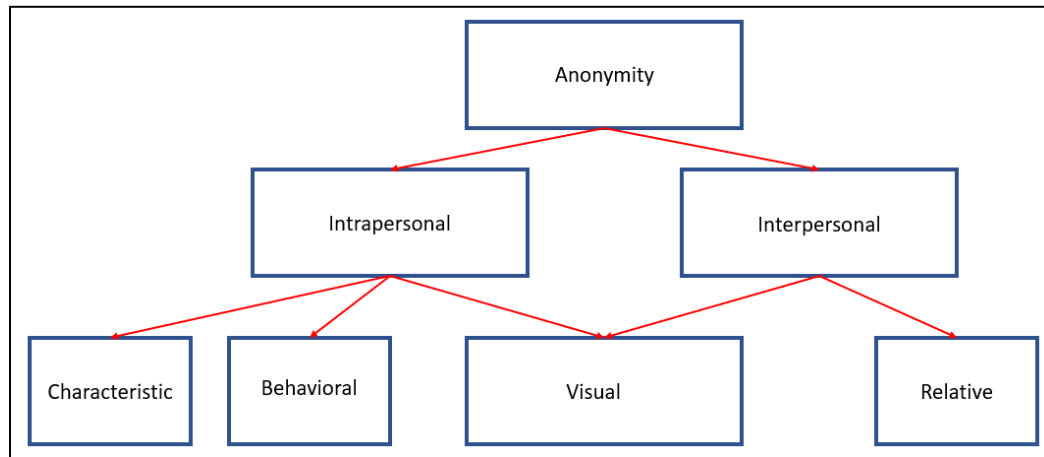 Anonymity
Intrapersonal
Interpersonal
Characteristic
Behavioral
Visual
Relative